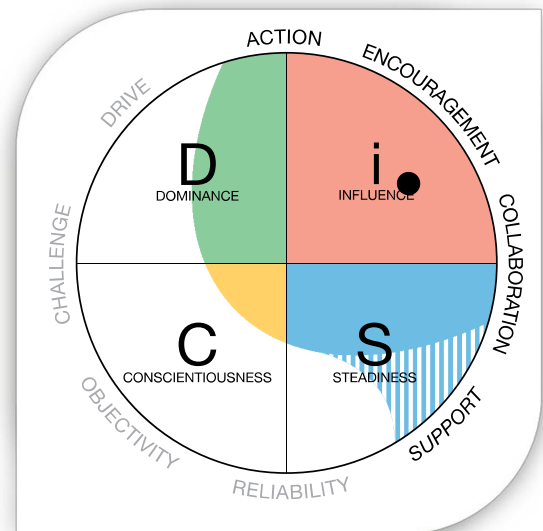 ACTION
ENCOURAGEMENT
DRIVE
D
DOMINANCE
i
INFLUENCE
CHALLENGE
COLLABORATION
C
CONSCIENTIOUSNESS
S
STEADINESS
OBJECTIVITY
SUPPORT
RELIABILITY